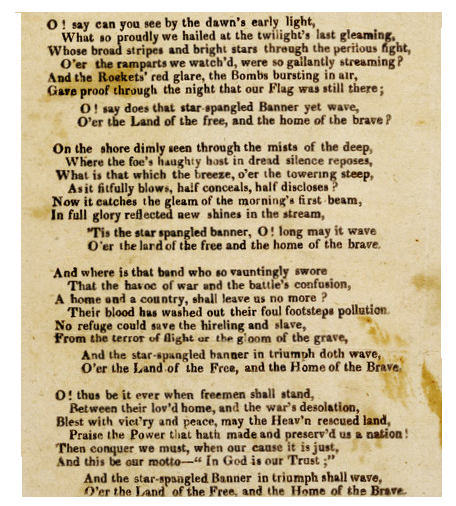 O ! say can you see by the dawn's early light,
What so proudly we hailed at the twilight's last gleaming,
Whose broad stripes and bright stars through the perilous fight,
O'er the ramparts we watch'd, were so gallantly streaming?
And the Rockets' red glare, the Bombs bursting in air,
Gave proof through the night that our Flag was still there;
O ! say does that star-spangled Banner yet wave,
O'er the Land of the free, and the home of the brave?
On the shore dimly seen through the mists of the deep,
Where the foe's haughty host in dread silence reposes,
What is that which the breeze, o'er the towering steep,
As it fitfully blows, half conceals, half discloses ?
Now it catches the gleam of the morning's first beam,
In full glory reflected new shines in the stream,
'Tis the star spangled banner, O! long may it wave
O'er the land of the free and the home of the brave.
And where is that band who so vauntingly swore
That the havoc of war and the battle's confusion,
A home and a country, shall leave us no more ?
Their blood has washed out their foul footsteps pollution.
No refuge could save the hireling and slave,
From the terror of flight or the gloom of the grave,
And the star-spangled banner in triumph doth wave,
O'er the Land of the Free, and the Home of the Brave.
O! thus be it ever when freemen shall stand,
Between their lov'd home, and the war's desolation,
Blest with vict'ry and peace, may the Heav'n rescued land,
Praise the Power that hath made and preserv'd us a nation!
Then conquer we must, when our cause it is just,
And this be our motto—" In God is our Trust ;"
And the star-spangled Banner in triumph shall wave,
O'er the Land of the Free, and the Home of the Brave.